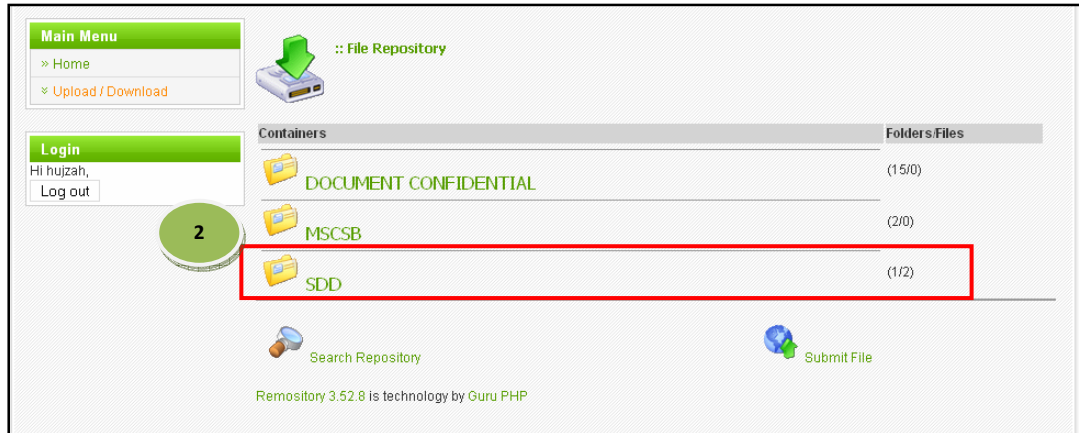 Main Menu
» Home
» Upload / Download
Login
Hi hujzah,
Log out
:: File Repository
Containers Folders/Files
DOCUMENT CONFIDENTIAL (15/0)
2
MSCSB (2/0)
SDD (1/2)
Search Repository Submit File
Remository 3.52.8 is technology by Guru PHP